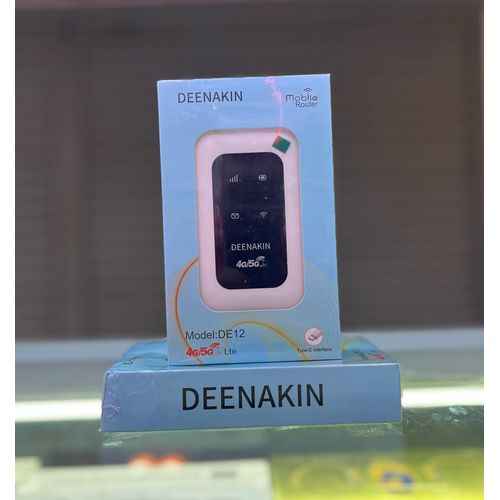 DEENAKIN
Mobile
Router
DEENAKIN
4G/5G
Model:DE12
4G/5G Lte
Type-C interface
DEENAKIN